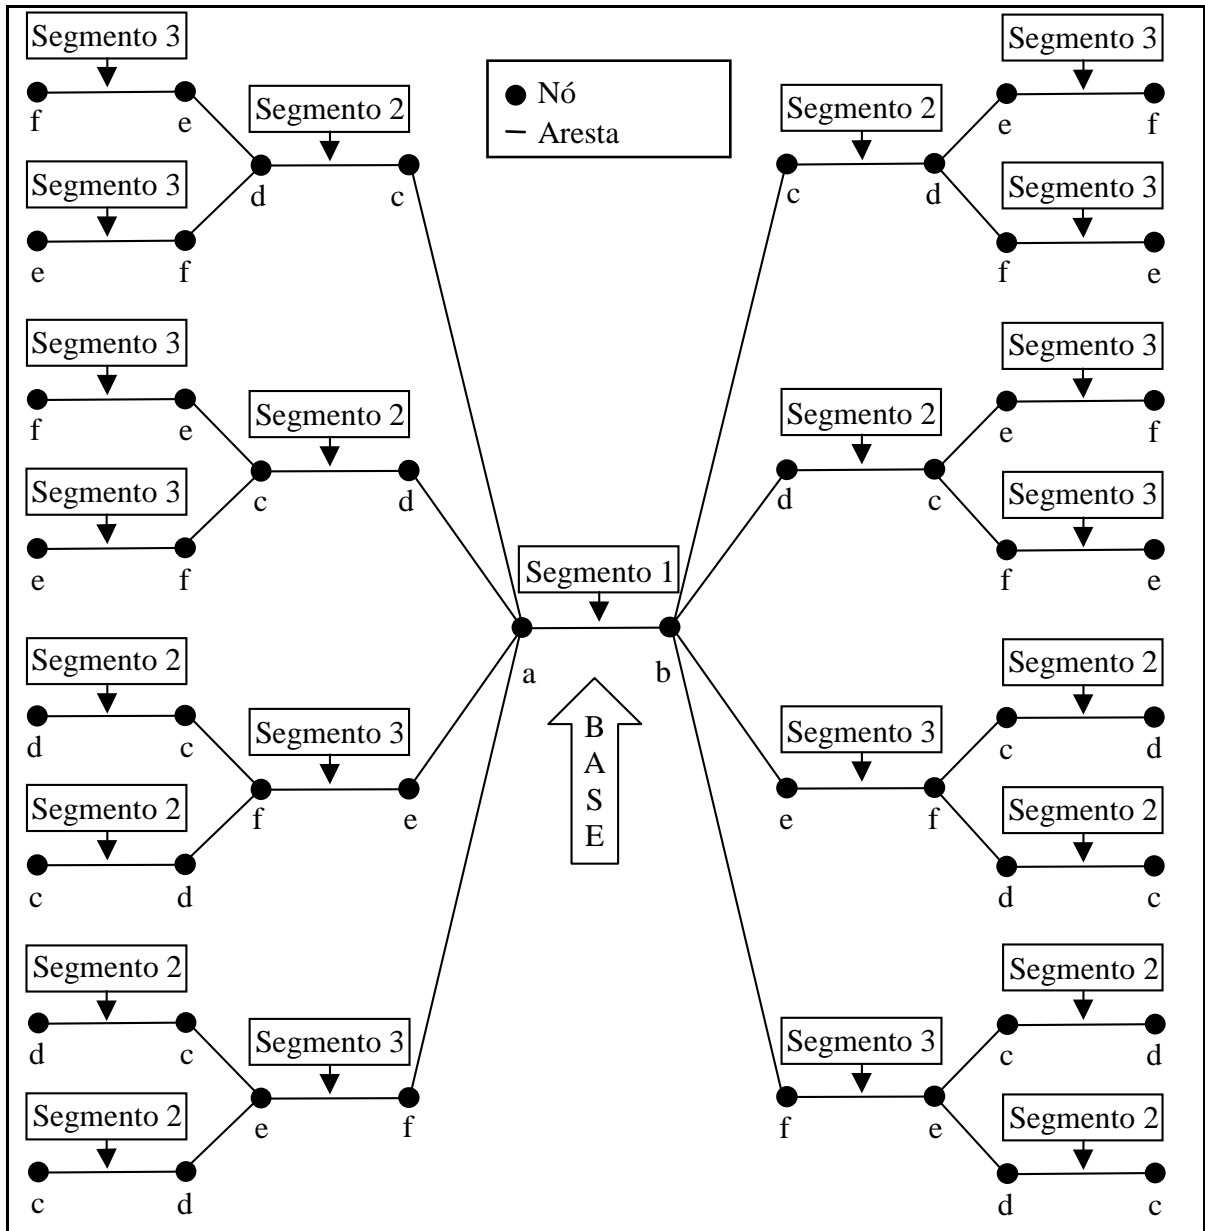 Segmento 3
Segmento 3
Nó
Aresta
Segmento 2
Segmento 2
f e e f
Segmento 3
Segmento 3
d c c d
e f f e
Segmento 3
Segmento 3
Segmento 2
Segmento 2
f e e f
Segmento 3
Segmento 3
c d d c
e f f e
Segmento 1
a b
Segmento 2
Segmento 2
B
A
S
E
Segmento 3
Segmento 3
d c c d
Segmento 2
Segmento 2
f e e f
c d d c
Segmento 2
Segmento 2
Segmento 3
Segmento 3
d c c d
Segmento 2
Segmento 2
e f f e
c d d c